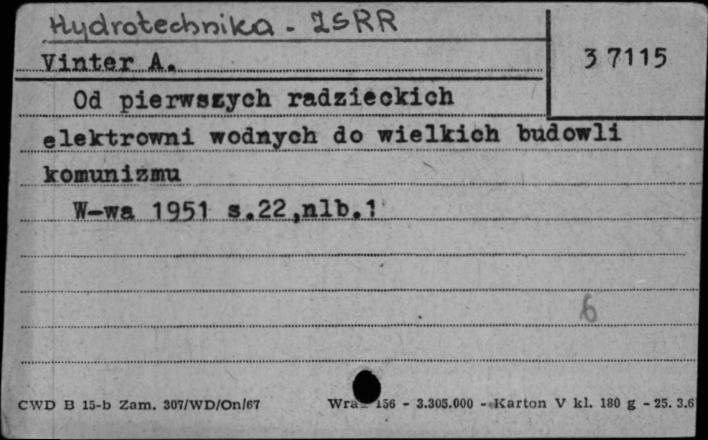 Hydrotechnika - ZSRR
Vinter A. 3 7115
Od pierwszych radzieckich
elektrowni wodnych do wielkich budowli
komunizmu
W-wa 1951 s.22,nlb.1
6
CWD B 15-b Zam. 307/WD/On/67 156 - 3.305.000 - Karton V kl. 180 g - 25. 3.6